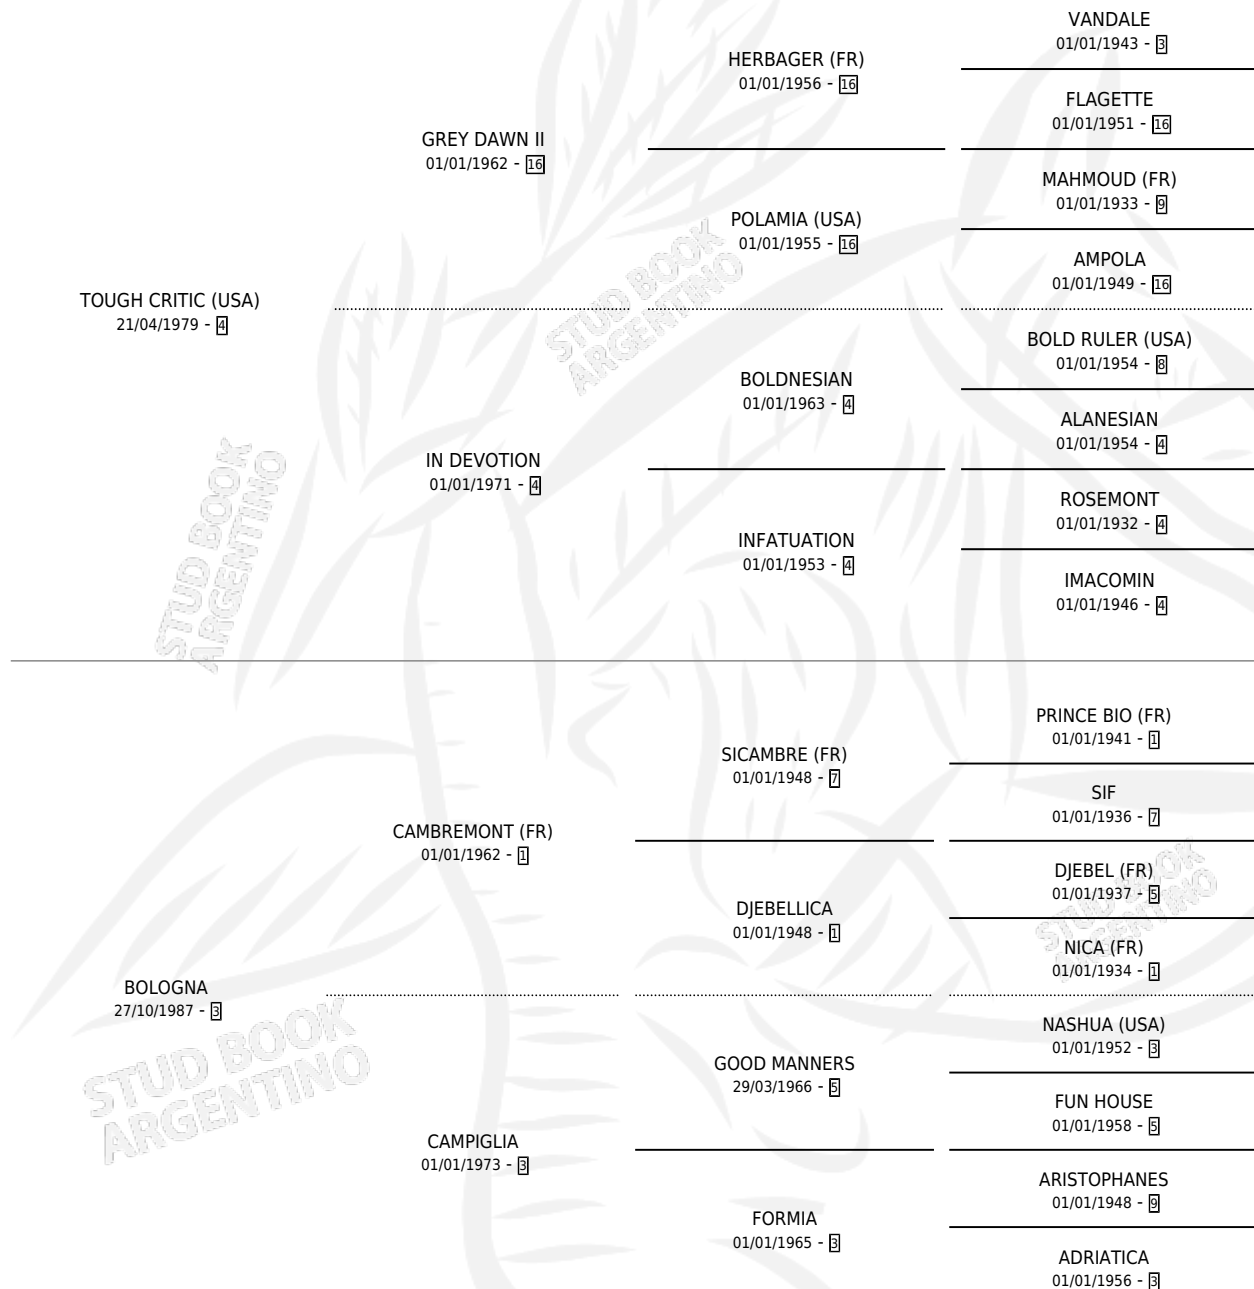 VANDALE
01/01/1943 - 3
HERBAGER (FR)
01/01/1956 - 16
FLAGETTE
01/01/1951 - 16
GREY DAWN II
01/01/1962 - 16
MAHMOUD (FR)
01/01/1933 - 9
POLAMIA (USA)
01/01/1955 - 16
AMPOLA
01/01/1949 - 16
TOUGH CRITIC (USA)
21/04/1979 - 4
STUD BOOK
ARGENTINO
BOLD RULER (USA)
01/01/1954 - 8
BOLDNESIAN
01/01/1963 - 4
ALANESIAN
01/01/1954 - 4
IN DEVOTION
01/01/1971 - 4
ROSEMONT
01/01/1932 - 4
INFATUATION
01/01/1953 - 4
IMACOMIN
01/01/1946 - 4
STUD BOOK
ARGENTINO
PRINCE BIO (FR)
01/01/1941 - 1
SICAMBRE (FR)
01/01/1948 - 7
SIF
01/01/1936 - 7
CAMBREMONT (FR)
01/01/1962 - 1
DJEBEL (FR)
01/01/1937 - 5
DJEBELLICA
01/01/1948 - 1
STUD BOOK
ARGENTINO
NICA (FR)
01/01/1934 - 1
BOLOGNA
27/10/1987 - 3
STUD BOOK
ARGENTINO
NASHUA (USA)
01/01/1952 - 3
GOOD MANNERS
29/03/1966 - 5
FUN HOUSE
01/01/1958 - 5
CAMPIGLIA
01/01/1973 - 3
ARISTOPHANES
01/01/1948 - 9
FORMIA
01/01/1965 - 3
ADRIATICA
01/01/1956 - 3